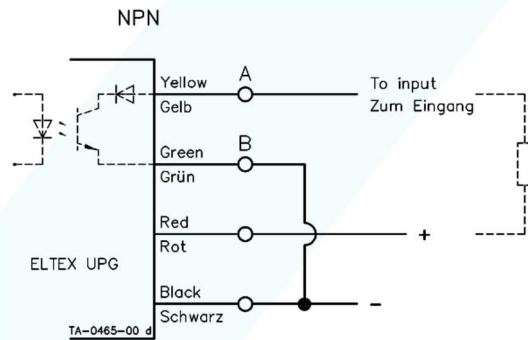 NPN
Yellow
A
To input
Gelb
Zum Eingang
Green
B
Grün
Red
+
Rot
ELTEX UPG
Black
-
Schwarz
TA-0465-00 d